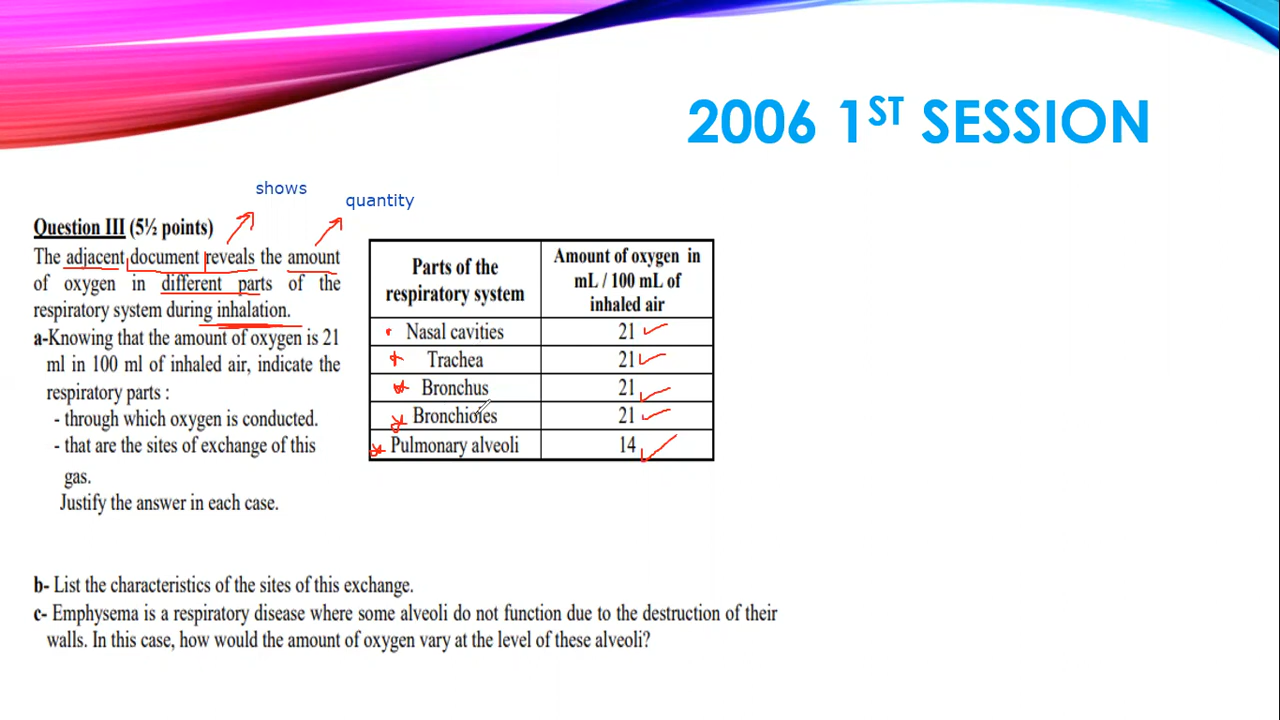 2006 1ST SESSION
shows
quantity
Question III (5½ points)
The adjacent document reveals the amount
of oxygen in different parts of the
respiratory system during inhalation.
a-Knowing that the amount of oxygen is 21
ml in 100 ml of inhaled air, indicate the
respiratory parts :
- through which oxygen is conducted.
- that are the sites of exchange of this
gas.
Justify the answer in each case.
Parts of the
respiratory system
Amount of oxygen in
mL / 100 mL of
inhaled air
Nasal cavities 21
Trachea 21
Bronchus 21
Bronchioles 21
Pulmonary alveoli 14
b- List the characteristics of the sites of this exchange.
c- Emphysema is a respiratory disease where some alveoli do not function due to the destruction of their
walls. In this case, how would the amount of oxygen vary at the level of these alveoli?